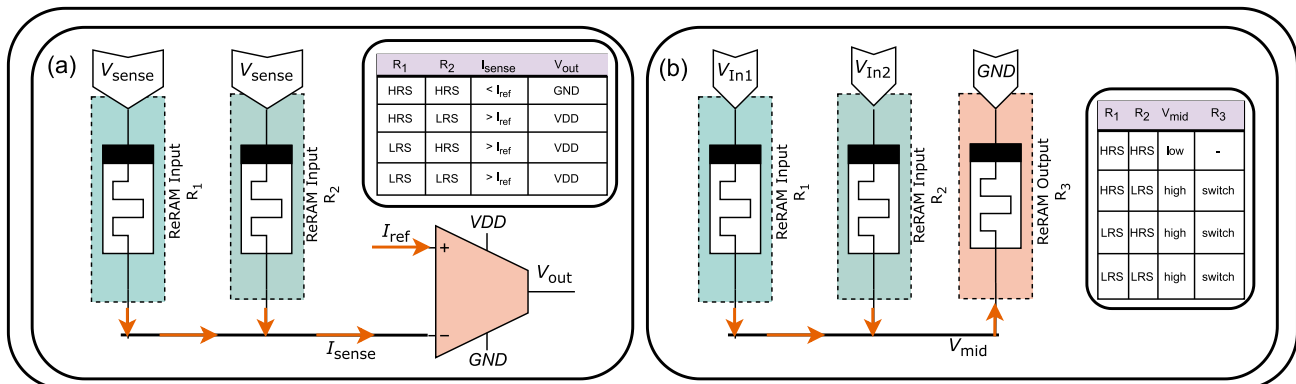 (a)
V_sense
V_sense
ReRAM Input
R_1
ReRAM Input
R_2
R_1 R_2 I_sense V_out
HRS HRS < I_ref GND
HRS LRS > I_ref VDD
LRS HRS > I_ref VDD
LRS LRS > I_ref VDD
I_ref
+
VDD
V_out
−
GND
I_sense
(b)
V_In1
V_In2
GND
ReRAM Input
R_1
ReRAM Input
R_2
ReRAM Output
R_3
V_mid
R_1 R_2 V_mid R_3
HRS HRS low -
HRS LRS high switch
LRS HRS high switch
LRS LRS high switch